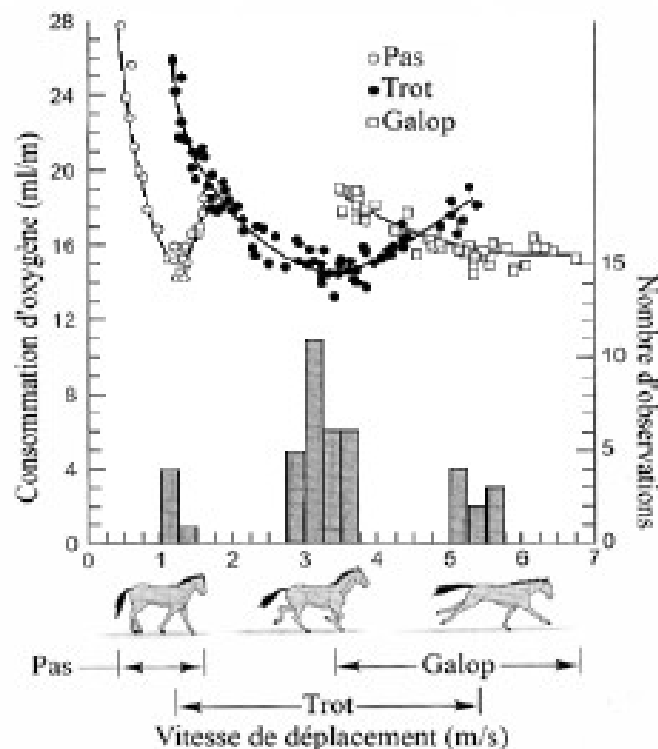 28
24
20
16
12
8
4
0
Consommation d'oxygène (ml/m)
Pas
Trot
Galop
15
10
5
0
Nombre d'observations
0 1 2 3 4 5 6 7
Pas
Galop
Trot
Vitesse de déplacement (m/s)